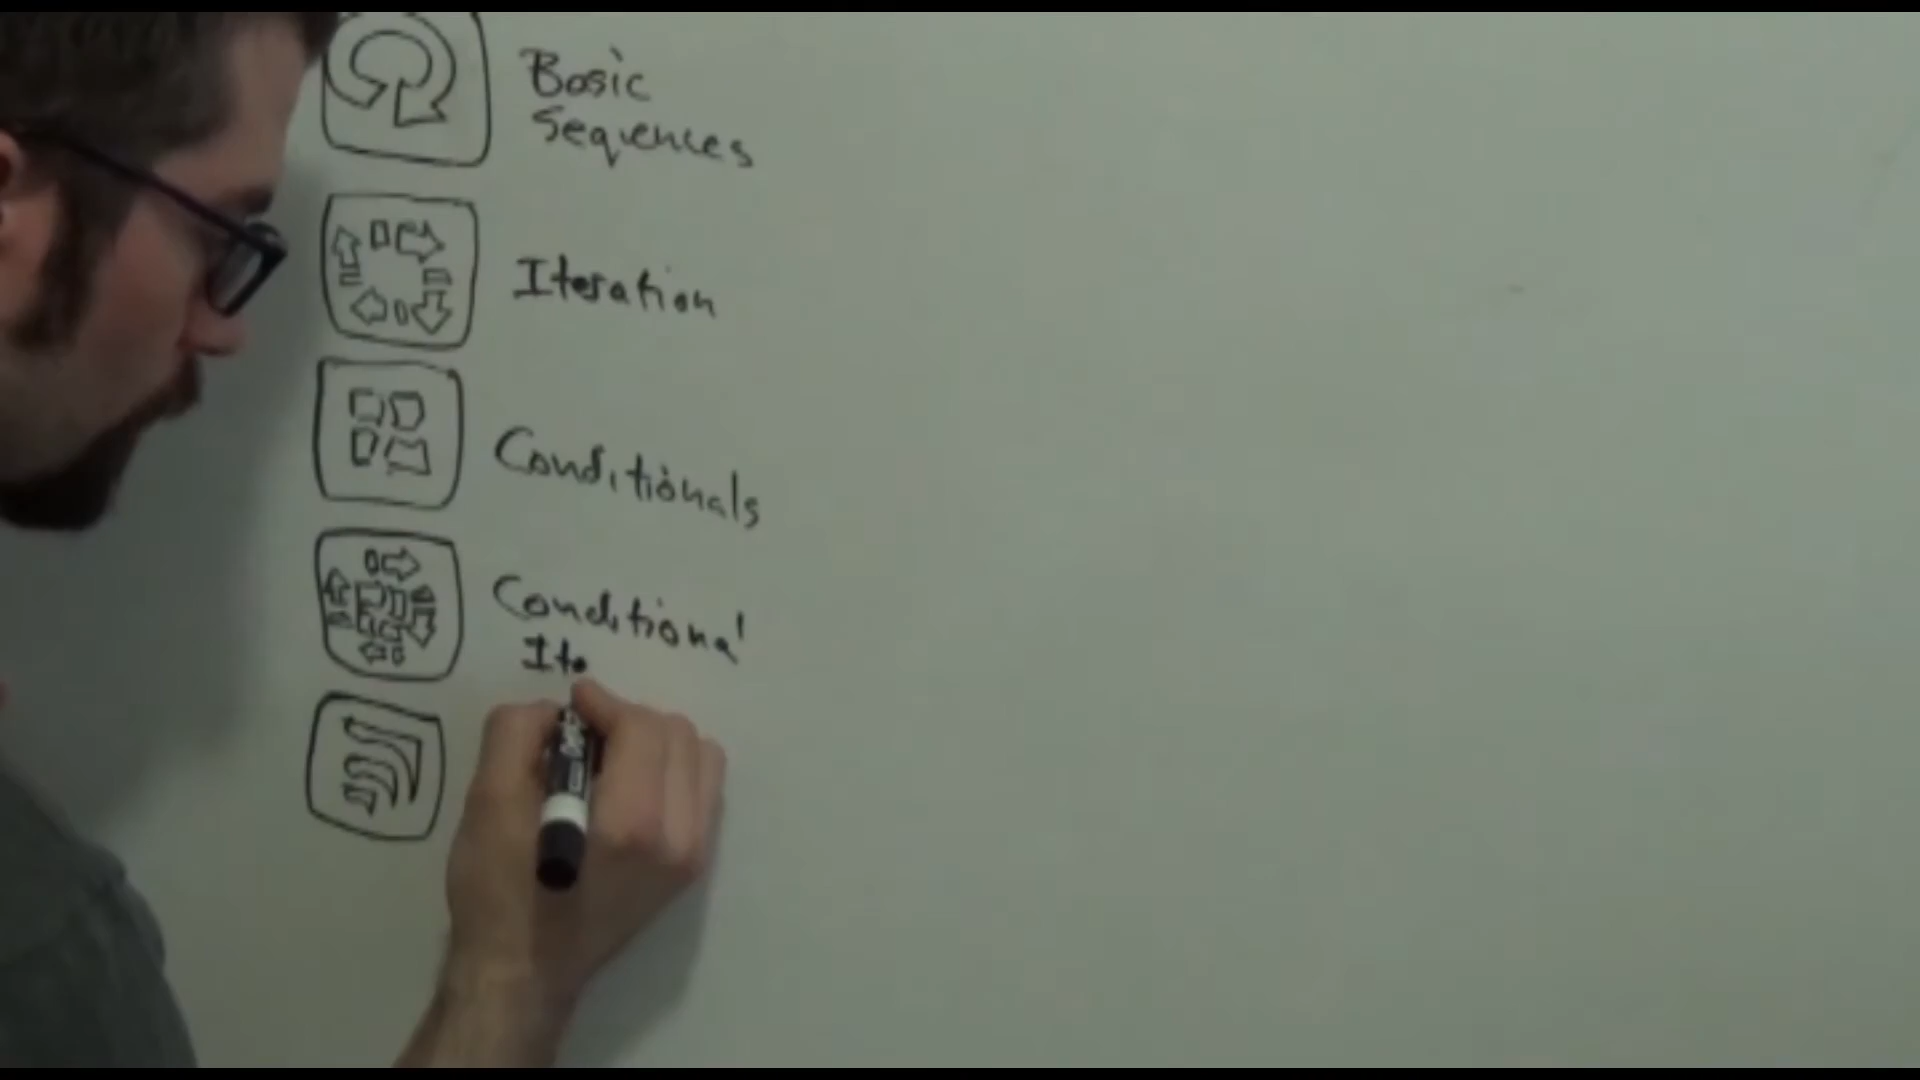 Basic
Sequences
Iteration
Conditionals
Conditional
Ite